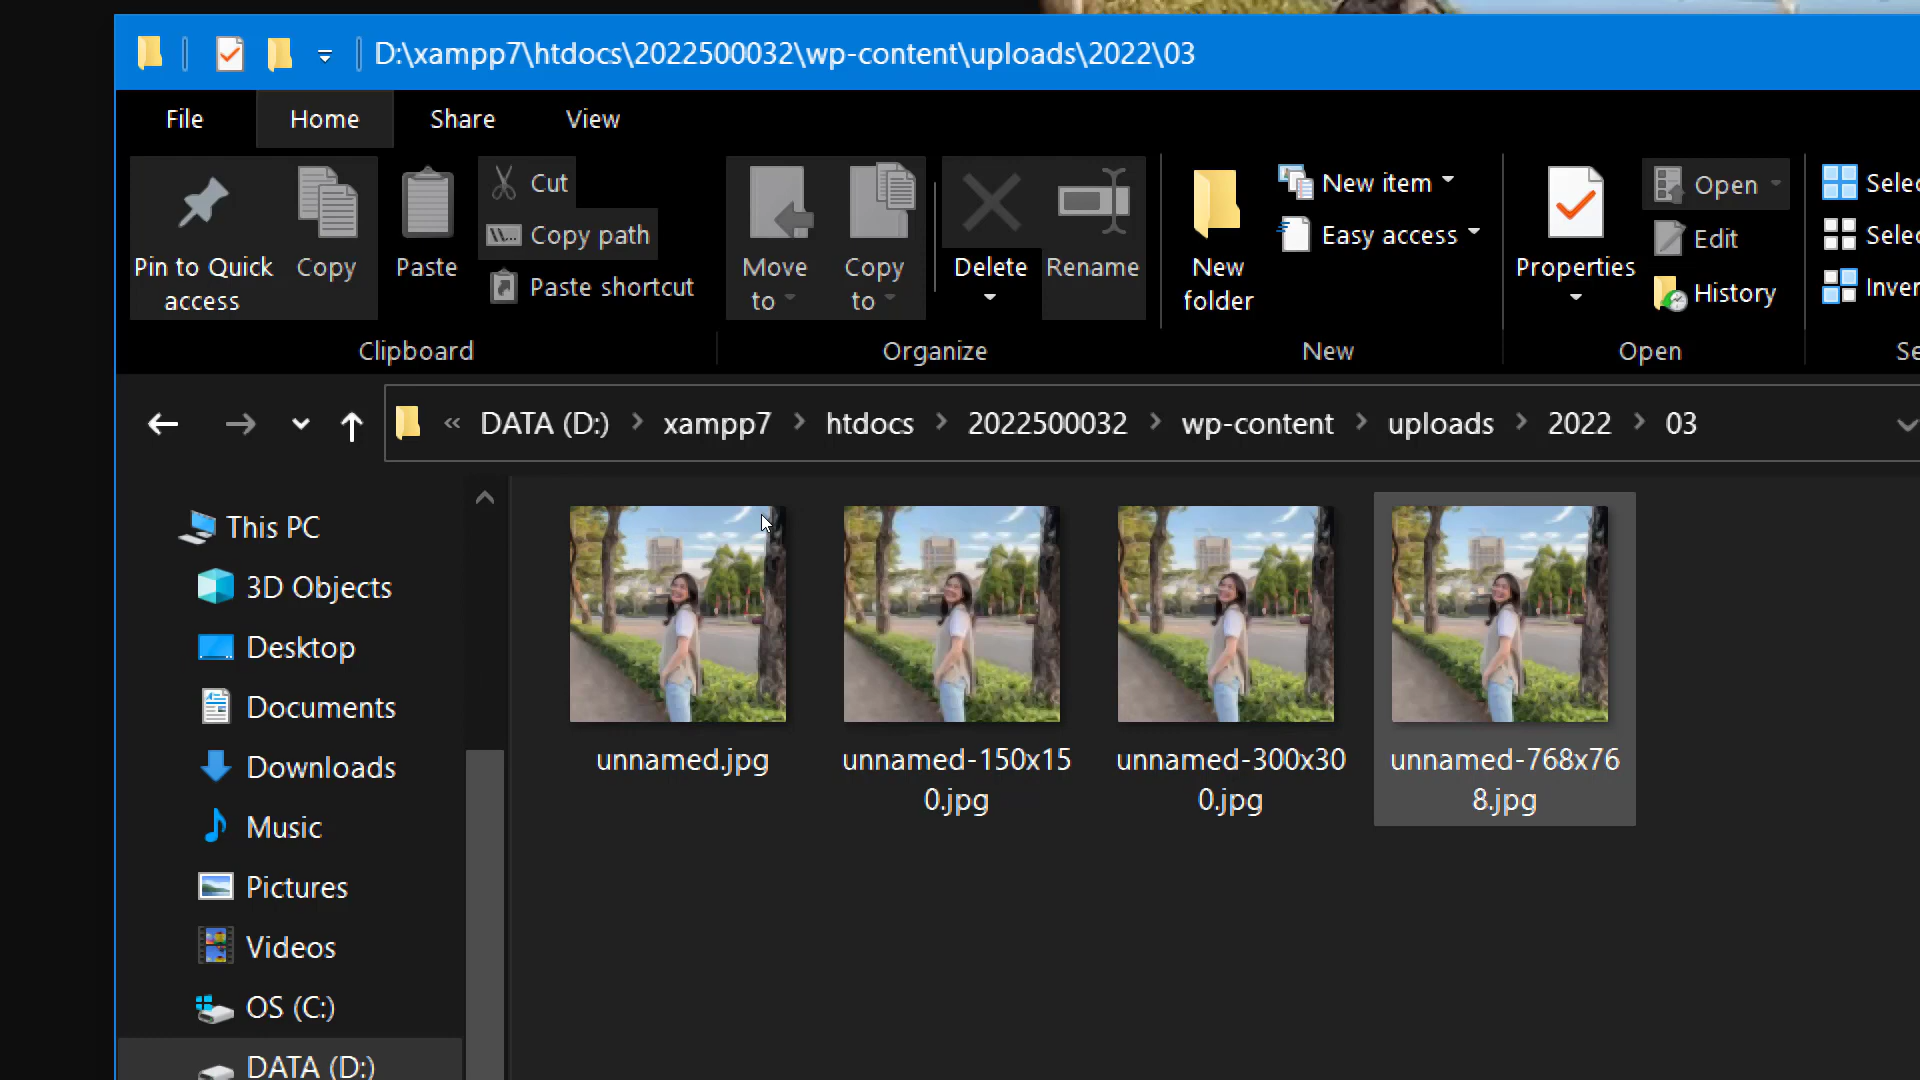 D:\xampp7\htdocs\2022500032\wp-content\uploads\2022\03
File Home Share View
Pin to Quick access
Copy
Paste
Cut
Copy path
Paste shortcut
Clipboard
Move to
Copy to
Delete
Rename
Organize
New folder
New item
Easy access
New
Properties
Open
Edit
History
Open
Selec
Selec
Inver
Se
« DATA (D:) > xampp7 > htdocs > 2022500032 > wp-content > uploads > 2022 > 03
This PC
3D Objects
Desktop
Documents
Downloads
Music
Pictures
Videos
OS (C:)
DATA (D:)
unnamed.jpg
unnamed-150x15
0.jpg
unnamed-300x30
0.jpg
unnamed-768x76
8.jpg